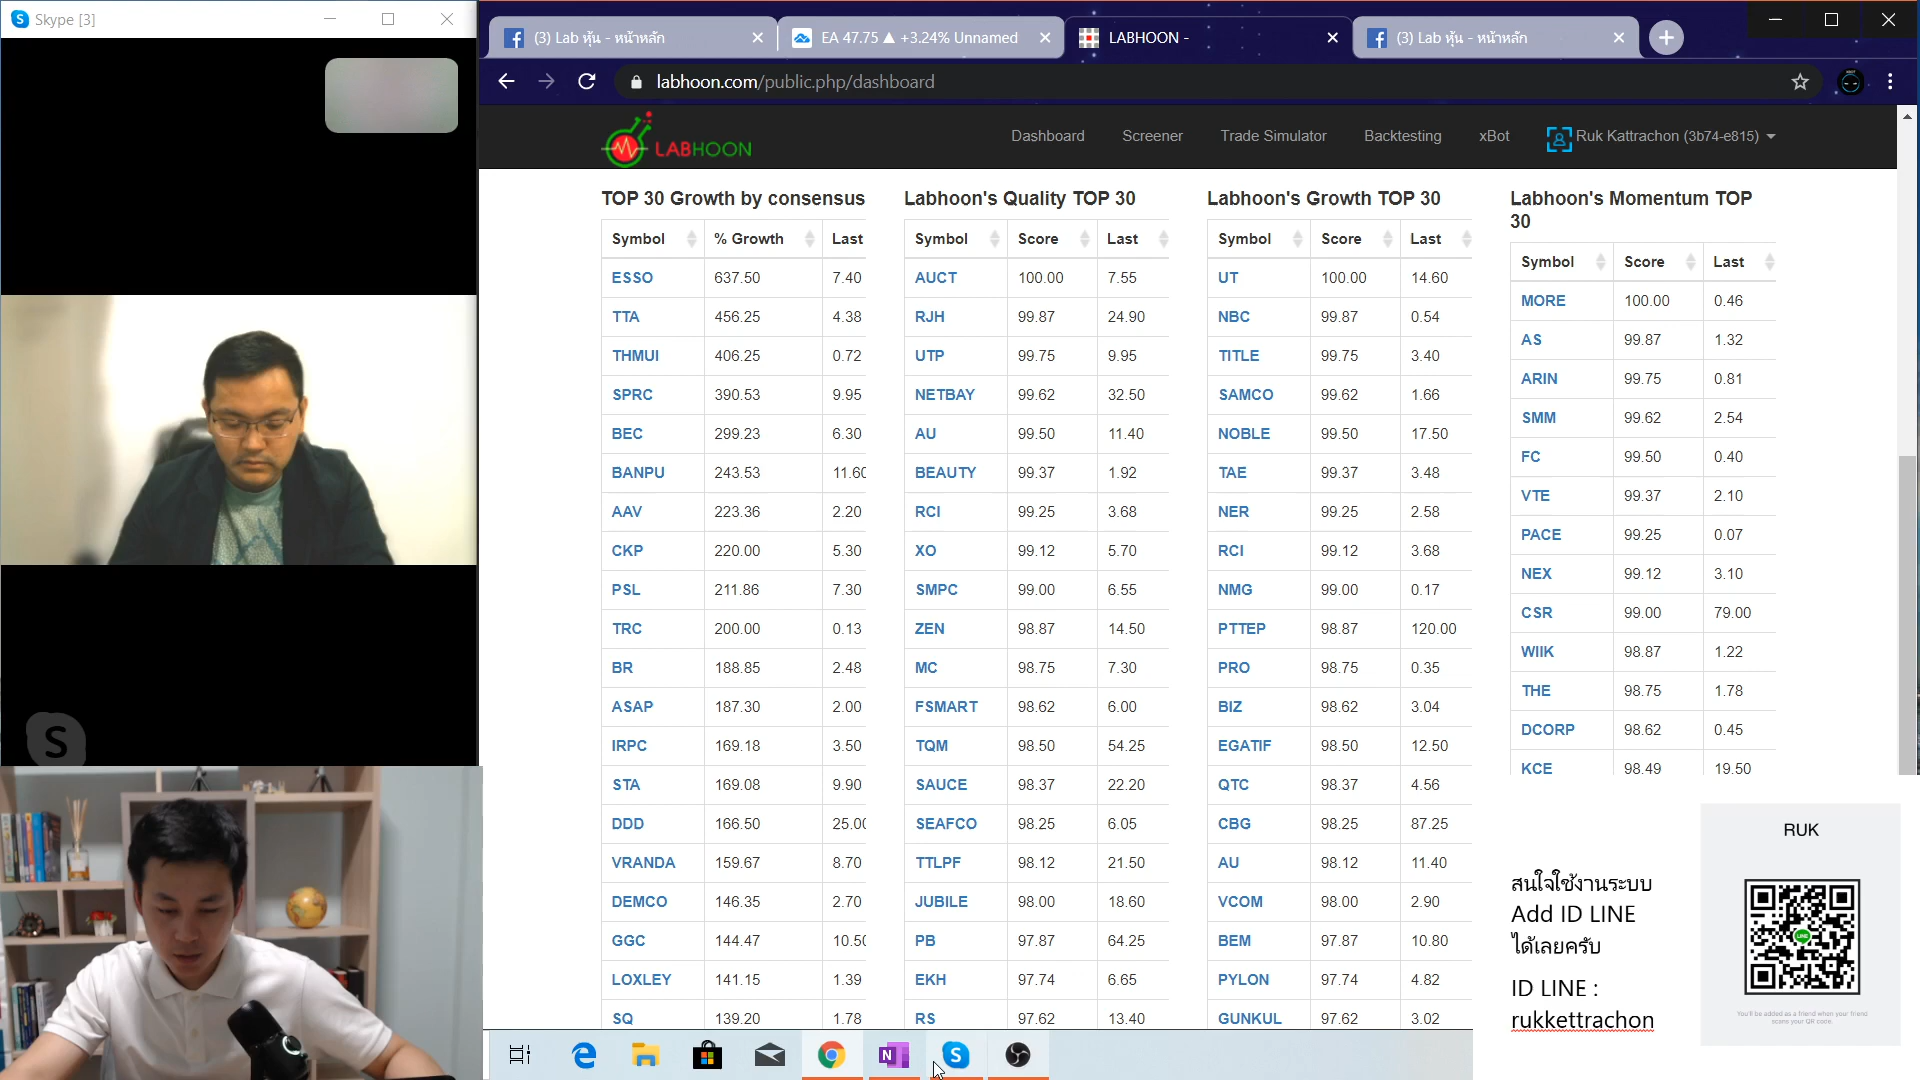 Skype [3]
(3) Lab หุ้น - หน้าหลัก
EA 47.75 ▲ +3.24% Unnamed
LABHOON -
(3) Lab หุ้น - หน้าหลัก
labhoon.com/public.php/dashboard
LABHOON
Dashboard
Screener
Trade Simulator
Backtesting
xBot
Ruk Kattrachon (3b74-e815)
TOP 30 Growth by consensus
Symbol % Growth Last
ESSO 637.50 7.40
TTA 456.25 4.38
THMUI 406.25 0.72
SPRC 390.53 9.95
BEC 299.23 6.30
BANPU 243.53 11.60
AAV 223.36 2.20
CKP 220.00 5.30
PSL 211.86 7.30
TRC 200.00 0.13
BR 188.85 2.48
ASAP 187.30 2.00
IRPC 169.18 3.50
STA 169.08 9.90
DDD 166.50 25.00
VRANDA 159.67 8.70
DEMCO 146.35 2.70
GGC 144.47 10.50
LOXLEY 141.15 1.39
SQ 139.20 1.78
Labhoon's Quality TOP 30
Symbol Score Last
AUCT 100.00 7.55
RJH 99.87 24.90
UTP 99.75 9.95
NETBAY 99.62 32.50
AU 99.50 11.40
BEAUTY 99.37 1.92
RCI 99.25 3.68
XO 99.12 5.70
SMPC 99.00 6.55
ZEN 98.87 14.50
MC 98.75 7.30
FSMART 98.62 6.00
TQM 98.50 54.25
SAUCE 98.37 22.20
SEAFCO 98.25 6.05
TTLPF 98.12 21.50
JUBILE 98.00 18.60
PB 97.87 64.25
EKH 97.74 6.65
RS 97.62 13.40
Labhoon's Growth TOP 30
Symbol Score Last
UT 100.00 14.60
NBC 99.87 0.54
TITLE 99.75 3.40
SAMCO 99.62 1.66
NOBLE 99.50 17.50
TAE 99.37 3.48
NER 99.25 2.58
RCI 99.12 3.68
NMG 99.00 0.17
PTTEP 98.87 120.00
PRO 98.75 0.35
BIZ 98.62 3.04
EGATIF 98.50 12.50
QTC 98.37 4.56
CBG 98.25 87.25
AU 98.12 11.40
VCOM 98.00 2.90
BEM 97.87 10.80
PYLON 97.74 4.82
GUNKUL 97.62 3.02
Labhoon's Momentum TOP
30
Symbol Score Last
MORE 100.00 0.46
AS 99.87 1.32
ARIN 99.75 0.81
SMM 99.62 2.54
FC 99.50 0.40
VTE 99.37 2.10
PACE 99.25 0.07
NEX 99.12 3.10
CSR 99.00 79.00
WIIK 98.87 1.22
THE 98.75 1.78
DCORP 98.62 0.45
KCE 98.49 19.50
สนใจใช้งานระบบ
Add ID LINE
ได้เลยครับ
ID LINE :
rukkettrachon
RUK
LINE
You'll be added as a friend when your friend
scans your QR code.